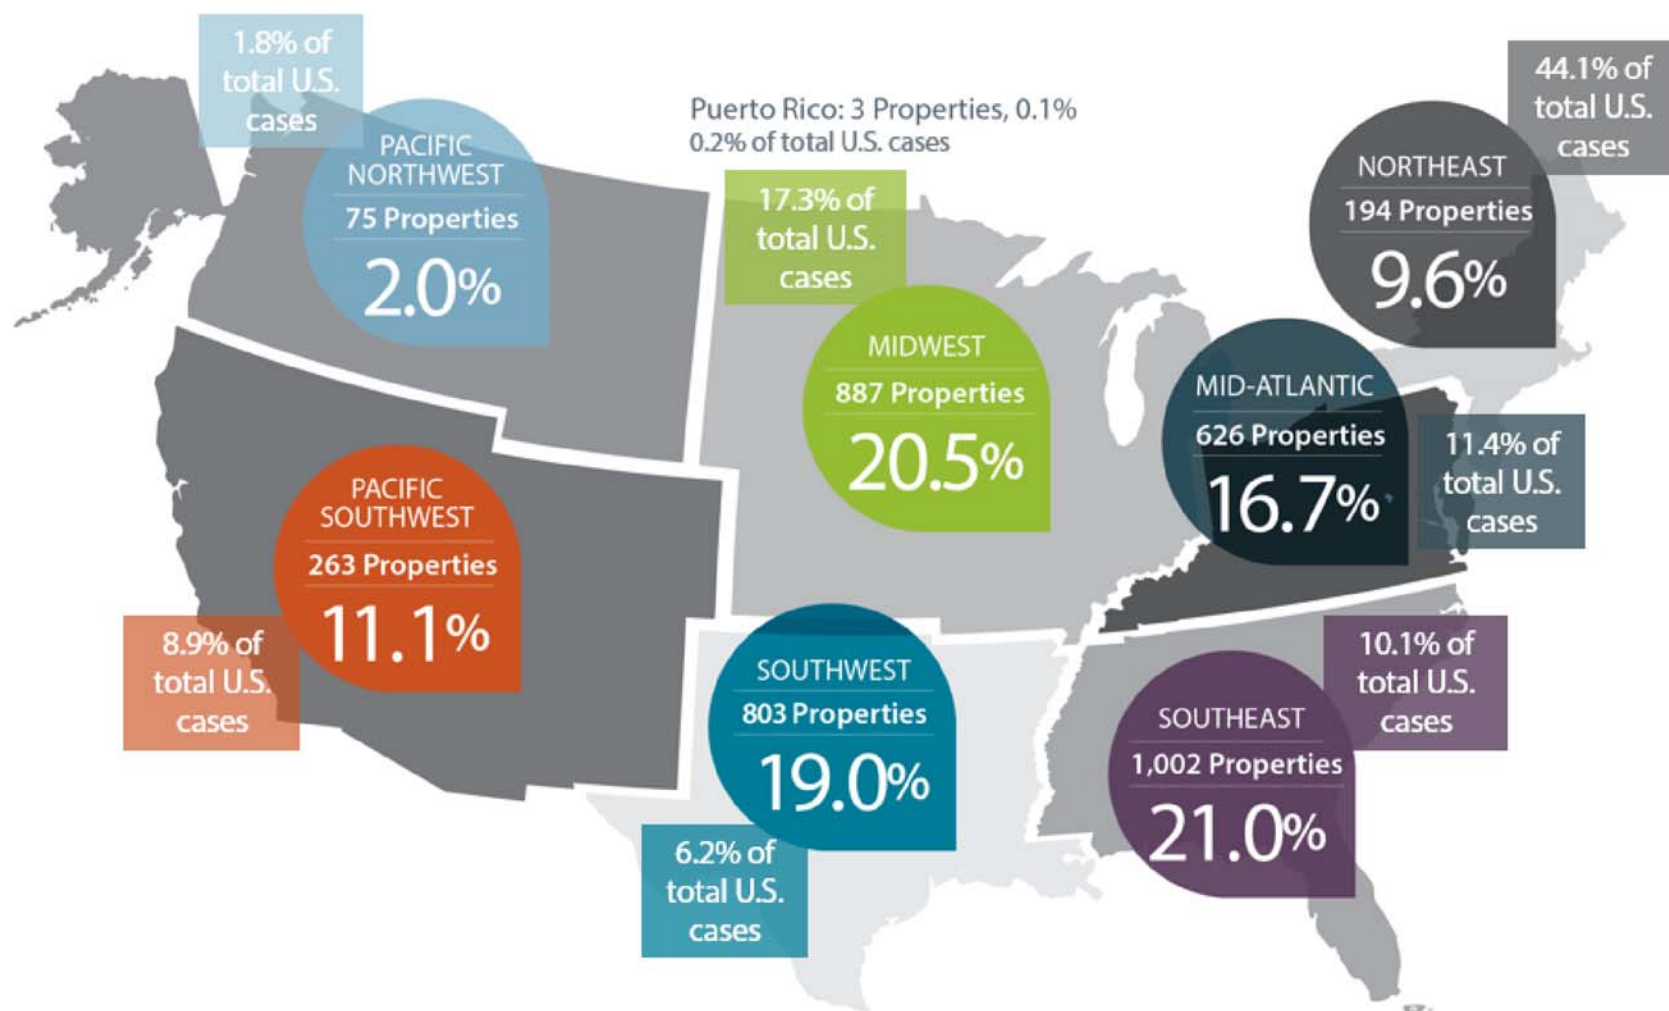 1.8% of
total U.S.
cases
PACIFIC
NORTHWEST
75 Properties
2.0%
Puerto Rico: 3 Properties, 0.1%
0.2% of total U.S. cases
17.3% of
total U.S.
cases
MIDWEST
887 Properties
20.5%
44.1% of
total U.S.
cases
NORTHEAST
194 Properties
9.6%
MID-ATLANTIC
626 Properties
16.7%
11.4% of
total U.S.
cases
PACIFIC
SOUTHWEST
263 Properties
11.1%
8.9% of
total U.S.
cases
SOUTHWEST
803 Properties
19.0%
6.2% of
total U.S.
cases
10.1% of
total U.S.
cases
SOUTHEAST
1,002 Properties
21.0%